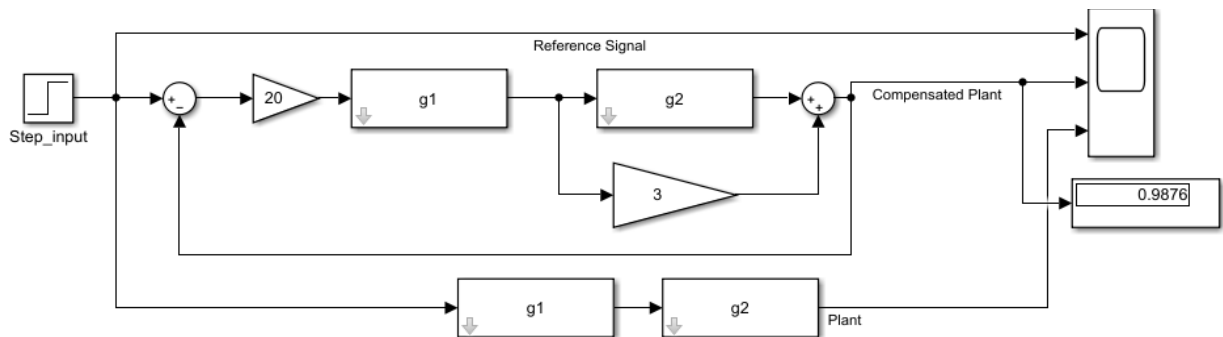 Reference Signal
Step_input
+
−
20
g1
g2
+
+
Compensated Plant
3
0.9876
g1
g2
Plant